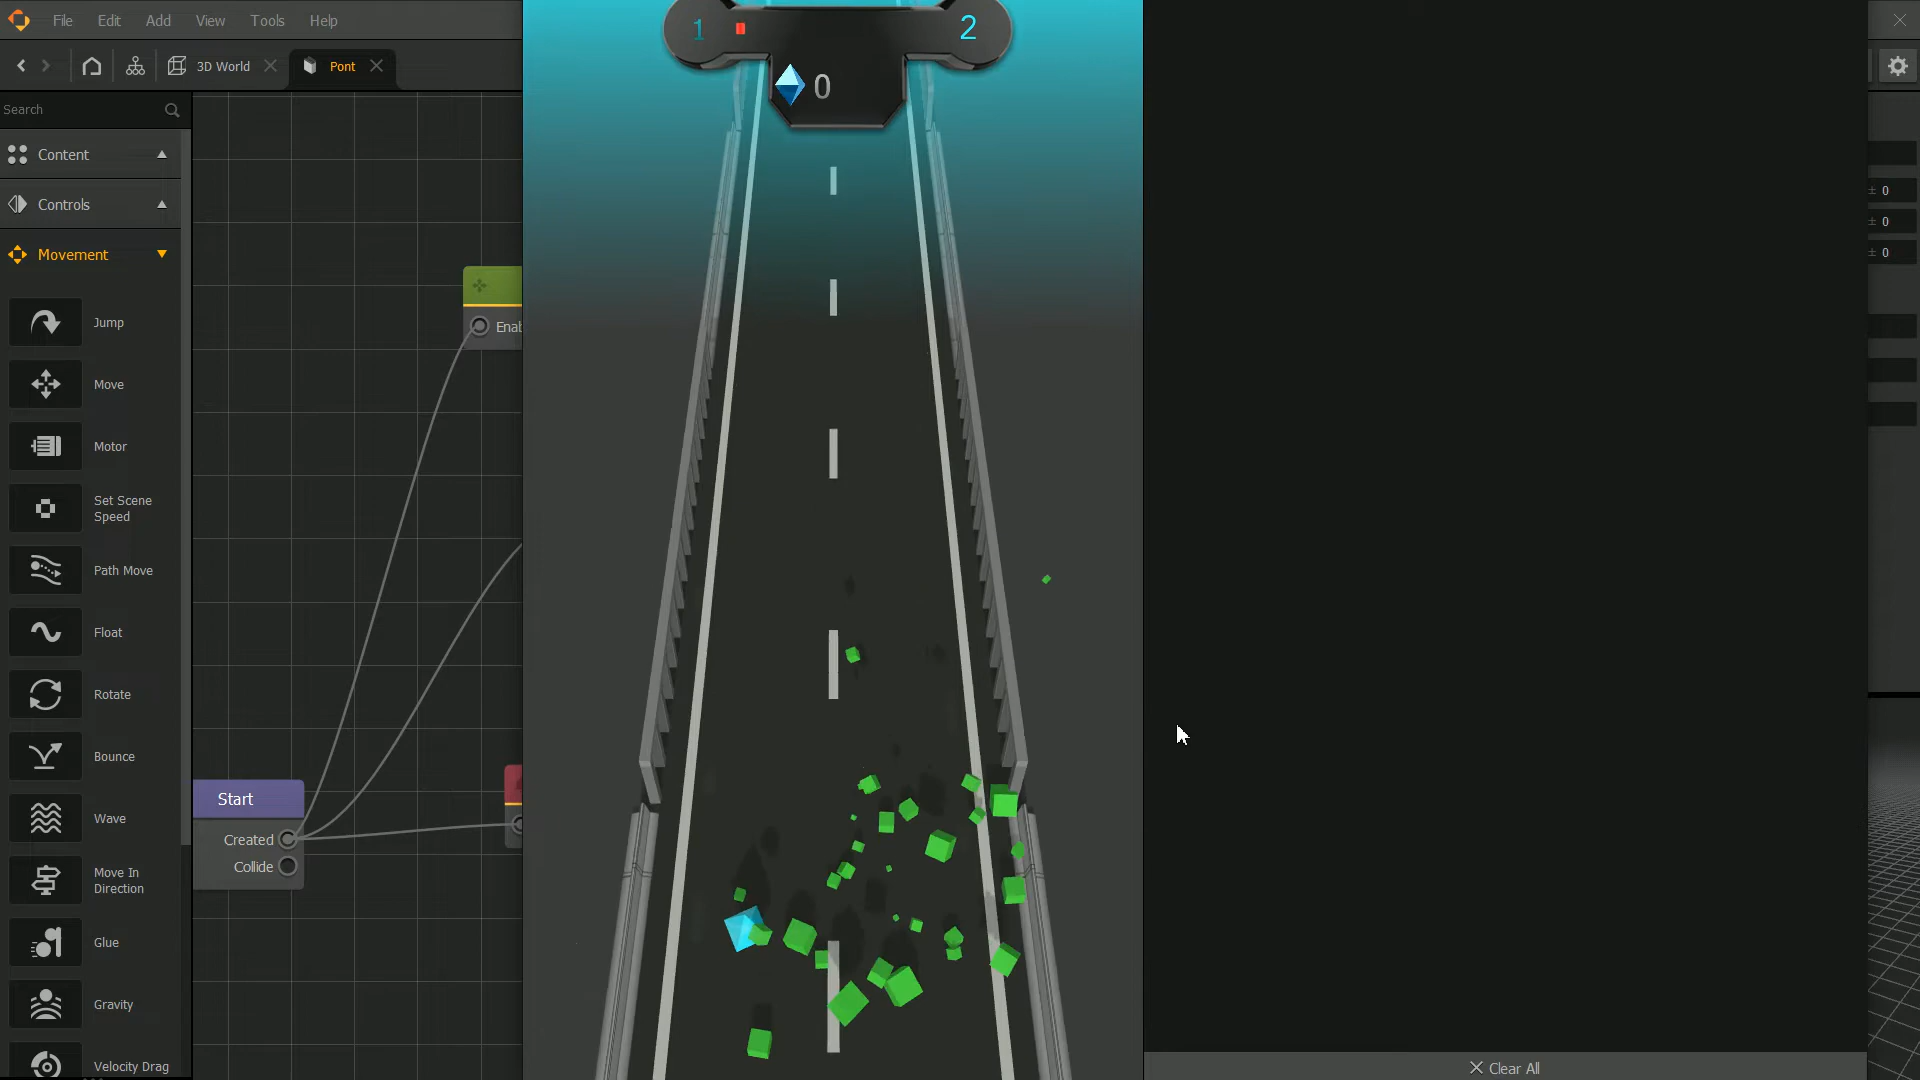 File Edit Add View Tools Help
3D World
Pont
Search
Content
Controls
Movement
Jump
Move
Motor
Set Scene
Speed
Path Move
Float
Rotate
Bounce
Wave
Move In
Direction
Glue
Gravity
Velocity Drag
Enab
Start
Created
Collide
1
2
0
± 0
± 0
± 0
Clear All